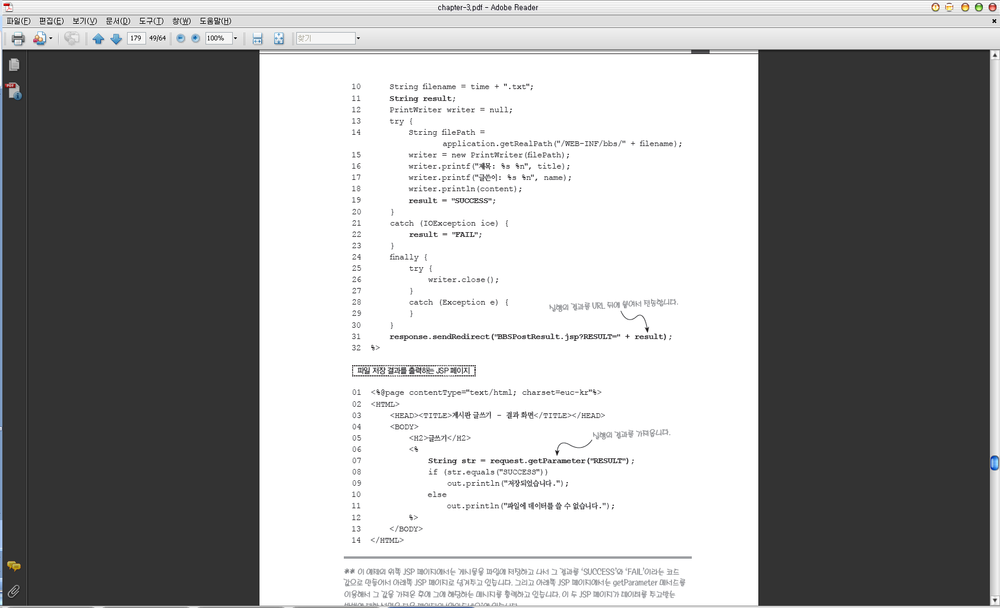 chapter-3.pdf - Adobe Reader
파일(F) 편집(E) 보기(V) 문서(D) 도구(T) 창(W) 도움말(H)
179 49/64 100% 찾기
10 String filename = time + ".txt";
11 String result;
12 PrintWriter writer = null;
13 try {
14 String filePath =
application.getRealPath("/WEB-INF/bbs/" + filename);
15 writer = new PrintWriter(filePath);
16 writer.printf("제목: %s %n", title);
17 writer.printf("글쓴이: %s %n", name);
18 writer.println(content);
19 result = "SUCCESS";
20 }
21 catch (IOException ioe) {
22 result = "FAIL";
23 }
24 finally {
25 try {
26 writer.close();
27 }
28 catch (Exception e) {
실행의 결과를 URL 뒤에 붙여서 전송합니다.
29 }
30 }
31 response.sendRedirect("BBSPostResult.jsp?RESULT=" + result);
32 %>
파일 저장 결과를 출력하는 JSP 페이지
01 <%@page contentType="text/html; charset=euc-kr"%>
02 <HTML>
03 <HEAD><TITLE>게시판 글쓰기 - 결과 화면</TITLE></HEAD>
04 <BODY>
05 <H2>글쓰기</H2>
실행의 결과를 가져옵니다.
06 <%
07 String str = request.getParameter("RESULT");
08 if (str.equals("SUCCESS"))
09 out.println("저장되었습니다.");
10 else
11 out.println("파일에 데이터를 쓸 수 없습니다.");
12 %>
13 </BODY>
14 </HTML>
** 이 예제의 위쪽 JSP 페이지에서는 게시물을 파일에 저장하고 나서 그 결과를 'SUCCESS'와 'FAIL'이라는 코드
값으로 만들어서 아래쪽 JSP 페이지로 넘겨주고 있습니다. 그리고 아래쪽 JSP 페이지에서는 getParameter 메서드를
이용해서 그 값을 가져온 후에 그에 해당하는 메시지를 출력하고 있습니다. 이 두 JSP 페이지가 데이터를 주고받는